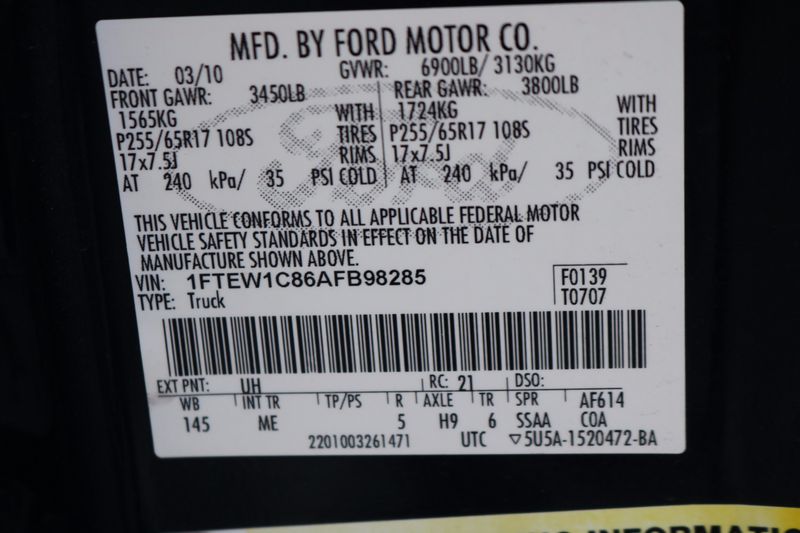 MFD. BY FORD MOTOR CO.
DATE: 03/10 GVWR: 6900LB/ 3130KG
FRONT GAWR: 3450LB REAR GAWR: 3800LB
1565KG WITH 1724KG WITH
P255/65R17 108S TIRES P255/65R17 108S TIRES
17x7.5J RIMS 17x7.5J RIMS
AT 240 kPa/ 35 PSI COLD AT 240 kPa/ 35 PSI COLD
Ford
THIS VEHICLE CONFORMS TO ALL APPLICABLE FEDERAL MOTOR
VEHICLE SAFETY STANDARDS IN EFFECT ON THE DATE OF
MANUFACTURE SHOWN ABOVE.
VIN: 1FTEW1C86AFB98285 F0139
TYPE: Truck T0707
EXT PNT: UH RC: 21 DSO:
WB INT TR TP/PS R AXLE TR SPR AF614
145 ME 5 H9 6 SSAA COA
2201003261471 UTC ▽5U5A-1520472-BA
INFORMATION